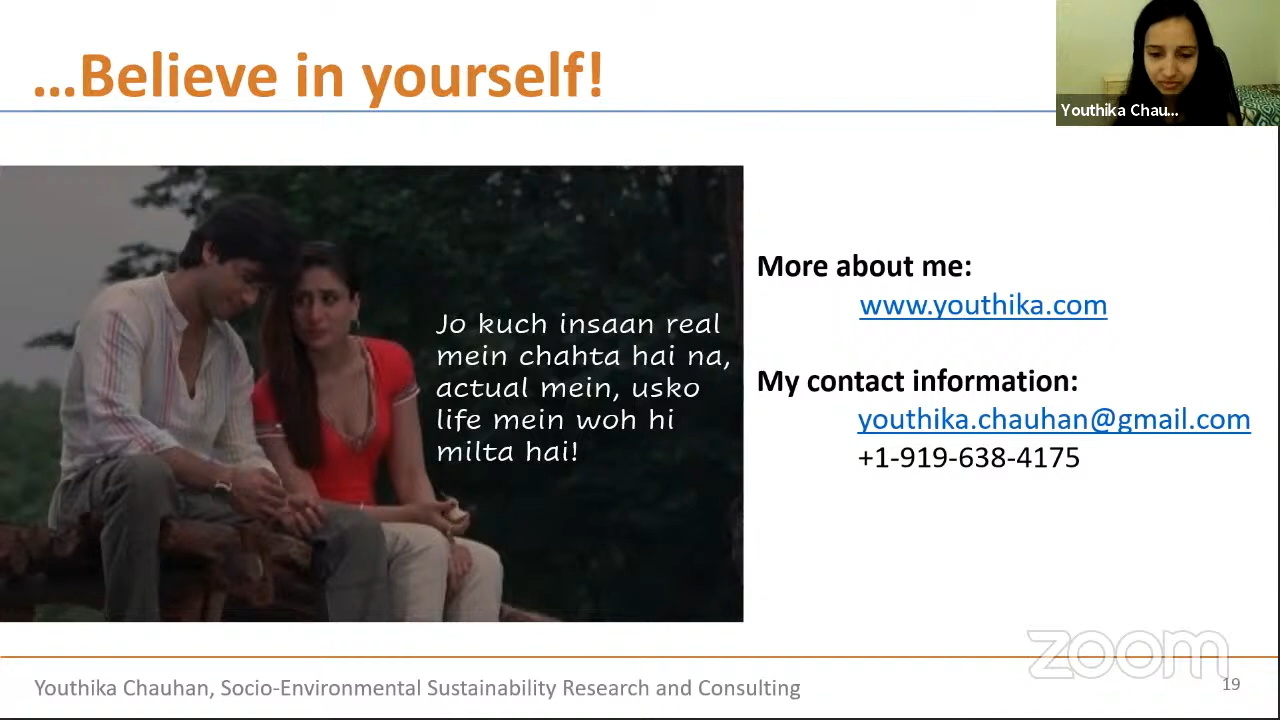 ...Believe in yourself!
Youthika Chau...
Jo kuch insaan real
mein chahta hai na,
actual mein, usko
life mein woh hi
milta hai!
More about me:
www.youthika.com
My contact information:
youthika.chauhan@gmail.com
+1-919-638-4175
zoom
Youthika Chauhan, Socio-Environmental Sustainability Research and Consulting
19